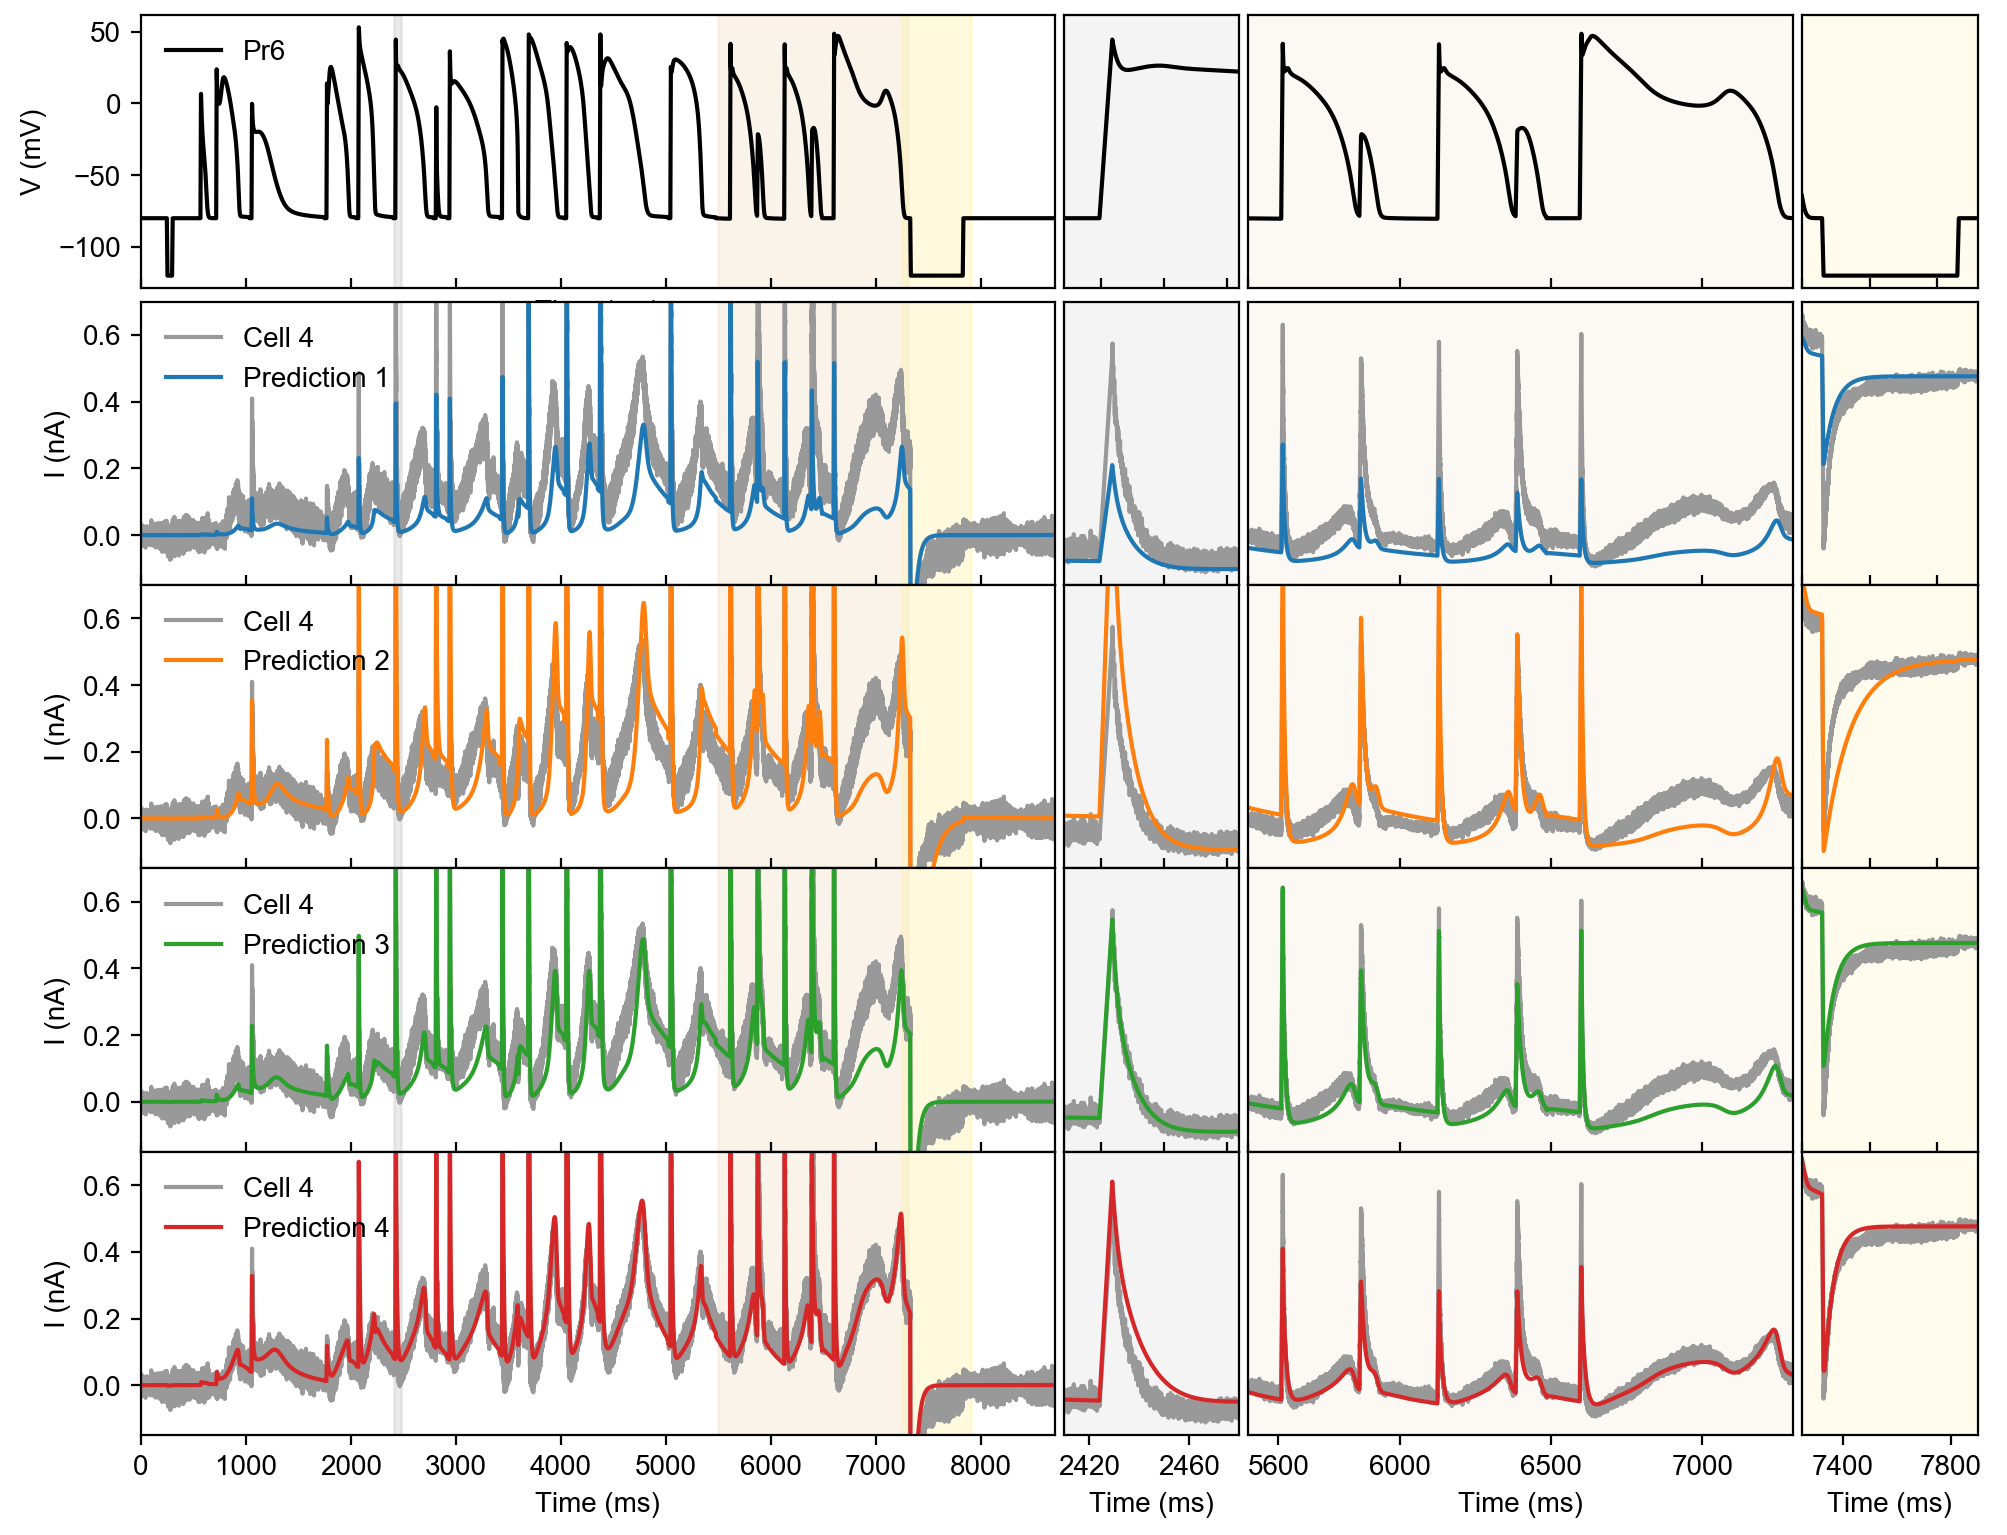 50
0
−50
−100
V (mV)
Pr6
0.6
0.4
0.2
0.0
I (nA)
Cell 4
Prediction 1
0.6
0.4
0.2
0.0
I (nA)
Cell 4
Prediction 2
0.6
0.4
0.2
0.0
I (nA)
Cell 4
Prediction 3
0.6
0.4
0.2
0.0
I (nA)
Cell 4
Prediction 4
0 1000 2000 3000 4000 5000 6000 7000 8000
2420 2460
5600 6000 6500 7000
7400 7800
Time (ms) Time (ms) Time (ms) Time (ms)